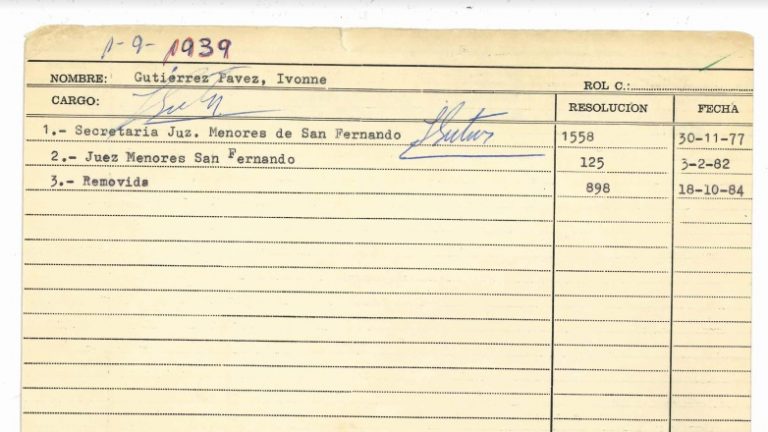 1-9-1939
NOMBRE: Gutiérrez Pavez, Ivonne ROL C.:
CARGO: RESOLUCION FECHA
1.- Secretaria Juz. Menores de San Fernando 1558 30-11-77
2.- Juez Menores San Fernando 125 3-2-82
3.- Removida 898 18-10-84